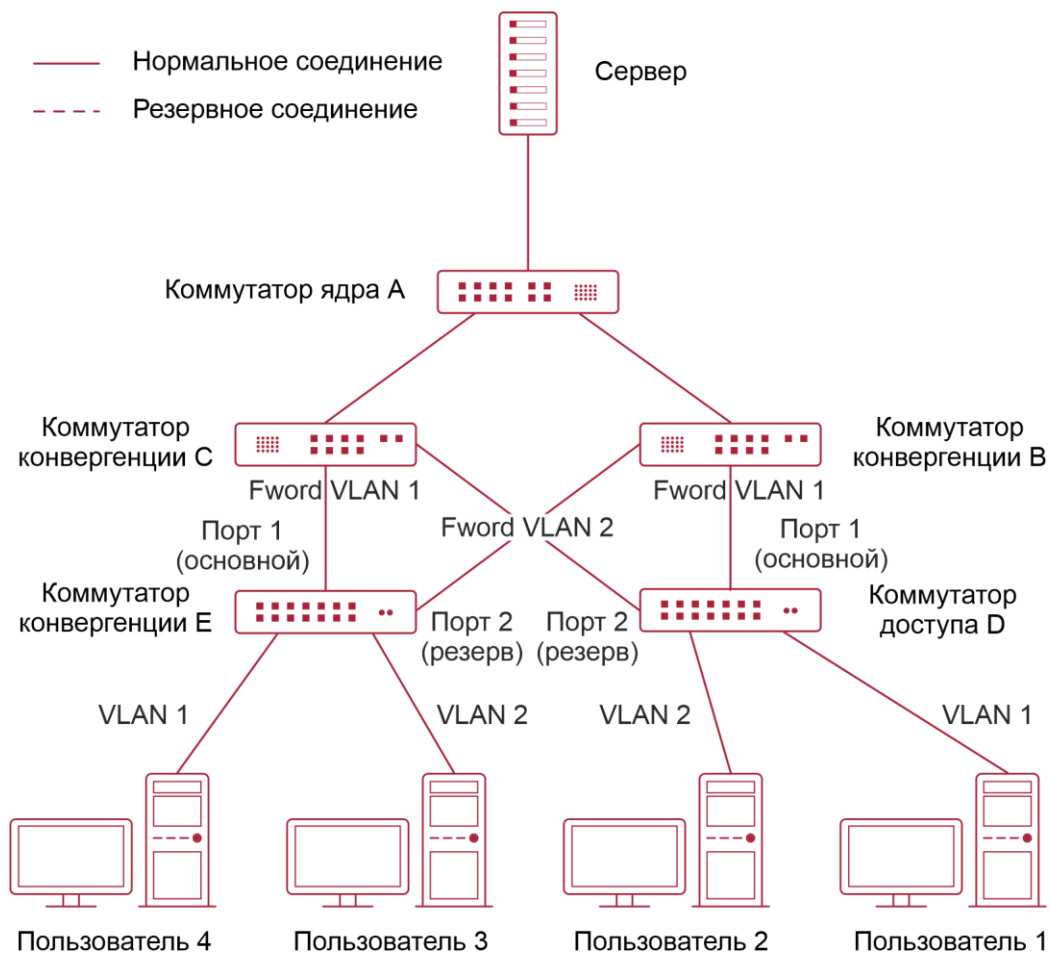 Нормальное соединение
Резервное соединение
Сервер
Коммутатор ядра A
Коммутатор
конвергенции C
Коммутатор
конвергенции B
Fword VLAN 1
Fword VLAN 1
Fword VLAN 2
Порт 1
(основной)
Порт 1
(основной)
Коммутатор
конвергенции E
Коммутатор
доступа D
Порт 2
(резерв)
Порт 2
(резерв)
VLAN 1
VLAN 2
VLAN 2
VLAN 1
Пользователь 4
Пользователь 3
Пользователь 2
Пользователь 1